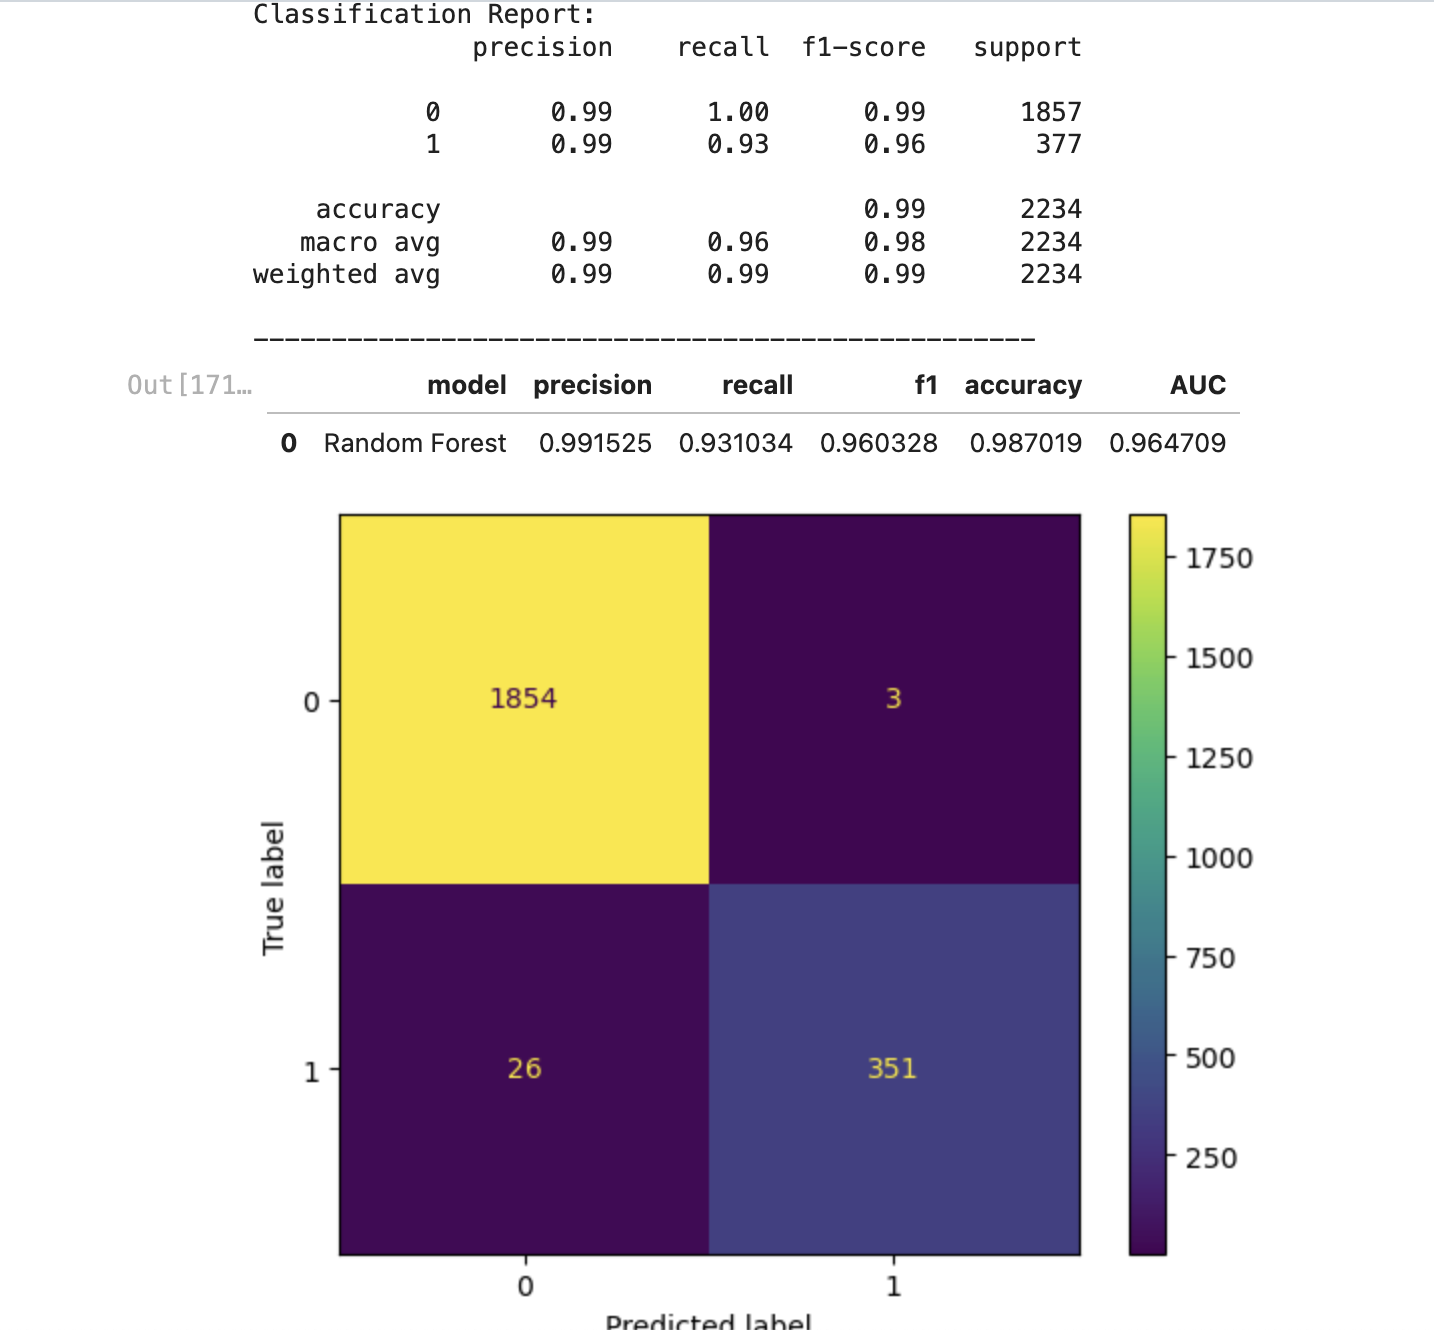 Classification Report:
precision recall f1-score support
0 0.99 1.00 0.99 1857
1 0.99 0.93 0.96 377
accuracy 0.99 2234
macro avg 0.99 0.96 0.98 2234
weighted avg 0.99 0.99 0.99 2234
--------------------------------------------------
Out[171…
model precision recall f1 accuracy AUC
0 Random Forest 0.991525 0.931034 0.960328 0.987019 0.964709
1750
1500
1250
1000
750
500
250
0
1854 3
True label
1
26 351
0 1
Predicted label